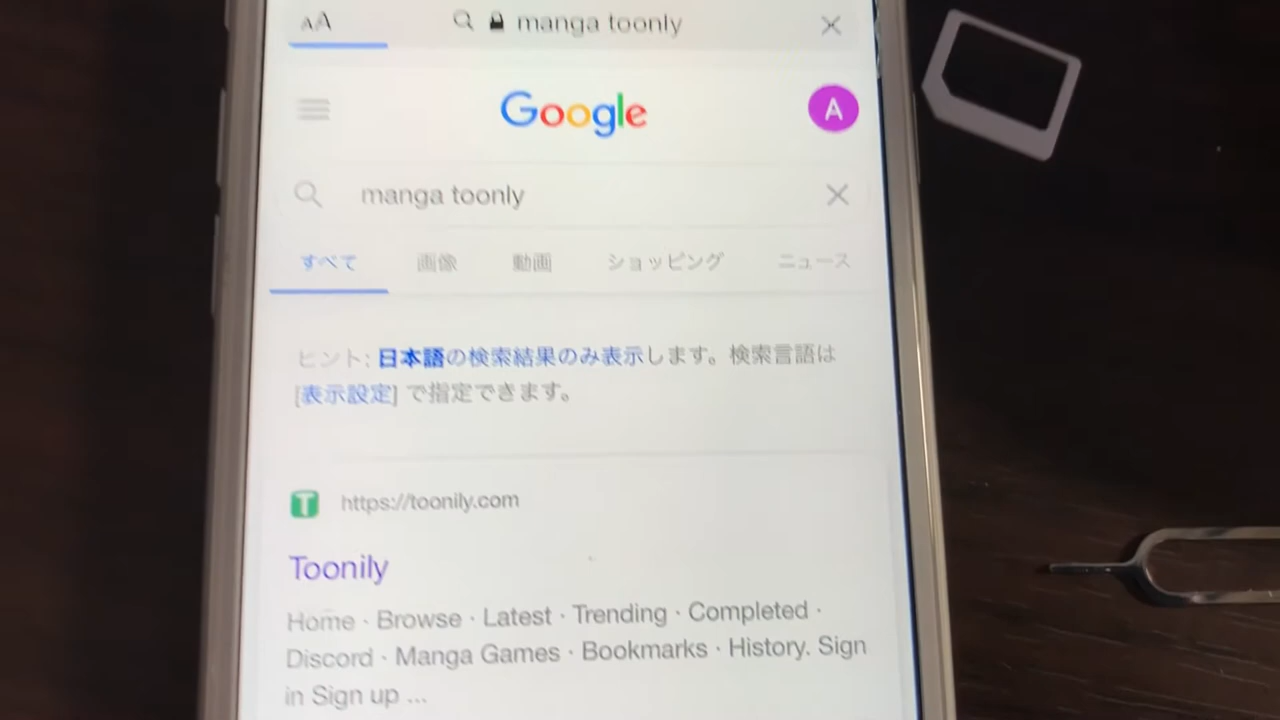 AA manga toonly
Google
A
manga toonly
すべて 画像 動画 ショッピング ニュース
ヒント: 日本語の検索結果のみ表示します。検索言語は
[表示設定] で指定できます。
T https://toonily.com
Toonily
Home · Browse · Latest · Trending · Completed ·
Discord · Manga Games · Bookmarks · History. Sign
in Sign up ...